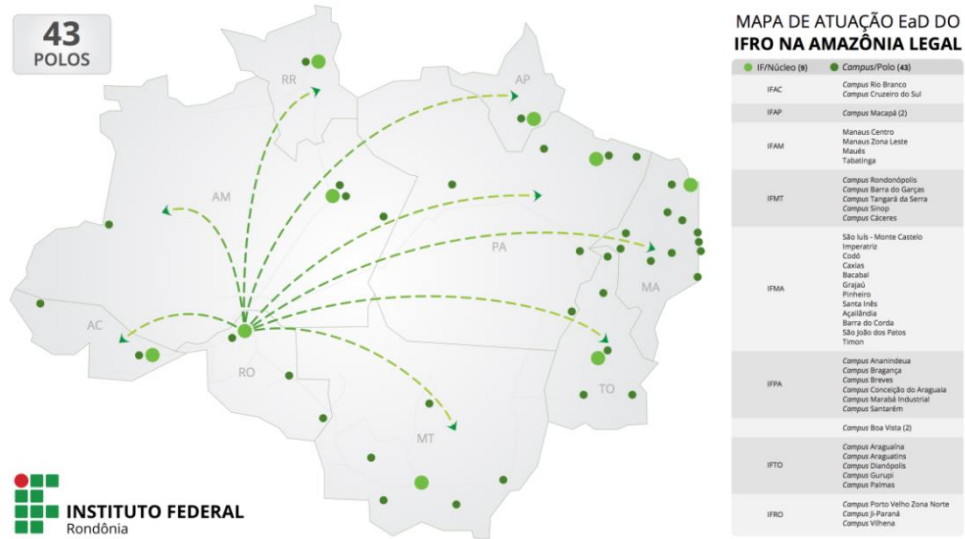 43
POLOS
MAPA DE ATUAÇÃO EaD DO
IFRO NA AMAZÔNIA LEGAL
IF/Núcleo (9) Campus/Polo (43)
IFAC
Campus Rio Branco
Campus Cruzeiro do Sul
IFAP
Campus Macapá (2)
IFAM
Manaus Centro
Manaus Zona Leste
Maués
Tabatinga
IFMT
Campus Rondonópolis
Campus Barra do Garças
Campus Tangará da Serra
Campus Sinop
Campus Cáceres
IFMA
São luís - Monte Castelo
Imperatriz
Codó
Caxias
Bacabal
Grajaú
Pinheiro
Santa Inês
Açailândia
Barra do Corda
São João dos Patos
Timon
IFPA
Campus Ananindeua
Campus Bragança
Campus Breves
Campus Conceição do Araguaia
Campus Marabá Industrial
Campus Santarém
Campus Boa Vista (2)
IFTO
Campus Araguaína
Campus Araguatins
Campus Dianópolis
Campus Gurupi
Campus Palmas
IFRO
Campus Porto Velho Zona Norte
Campus Ji-Paraná
Campus Vilhena
RR
AP
AM
PA
MA
AC
RO
TO
MT
INSTITUTO FEDERAL
Rondônia